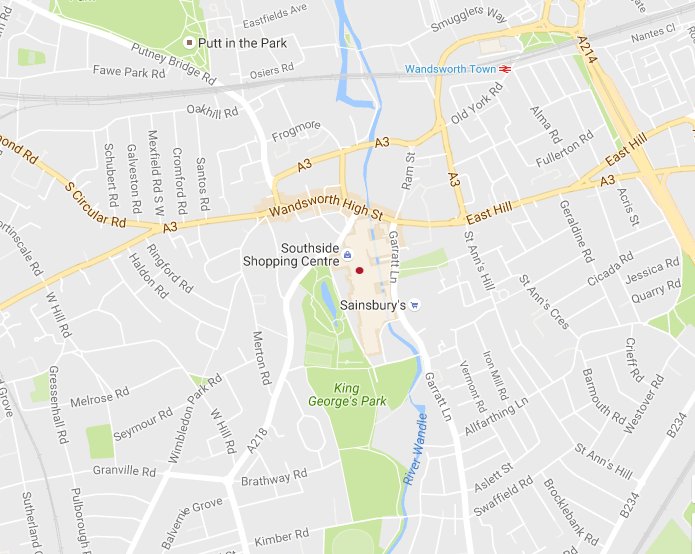 Smugglers Way
Eastfields Ave
Putt in the Park
A214
Nantes Cl
Putney Bridge Rd
Fawe Park Rd
Osiers Rd
Wandsworth Town
Oakhill Rd
Old York Rd
Frogmore
Alma Rd
Fullerton Rd
A3
A3
East Hill
S Circular Rd
Schubert Rd
Galveston Rd
Mexfield Rd S W
Cromford Rd
Santos Rd
Ram St
A3
A3
Wandsworth High St
East Hill
Acris St
A3
Geraldine Rd
Southside
Shopping Centre
Garratt Ln
St Ann's Hill
Cicada Rd
Jessica Rd
Quarry Rd
Ringford Rd
Haldon Rd
W Hill Rd
Sainsbury's
St Ann's Cres
Merton Rd
Iron Mill Rd
Vermont Rd
Crieff Rd
Barmouth Rd
Westover Rd
Gressenhall Rd
Melrose Rd
King
George's Park
Garratt Ln
Allfarthing Ln
Seymour Rd
Wimbledon Park Rd
W Hill Rd
A218
River Wandle
B234
St Ann's Hill
Granville Rd
Brathway Rd
Aslett St
Swaffield Rd
Brocklebank Rd
B234
Pulborough Rd
Balvernie Grove
Kimber Rd